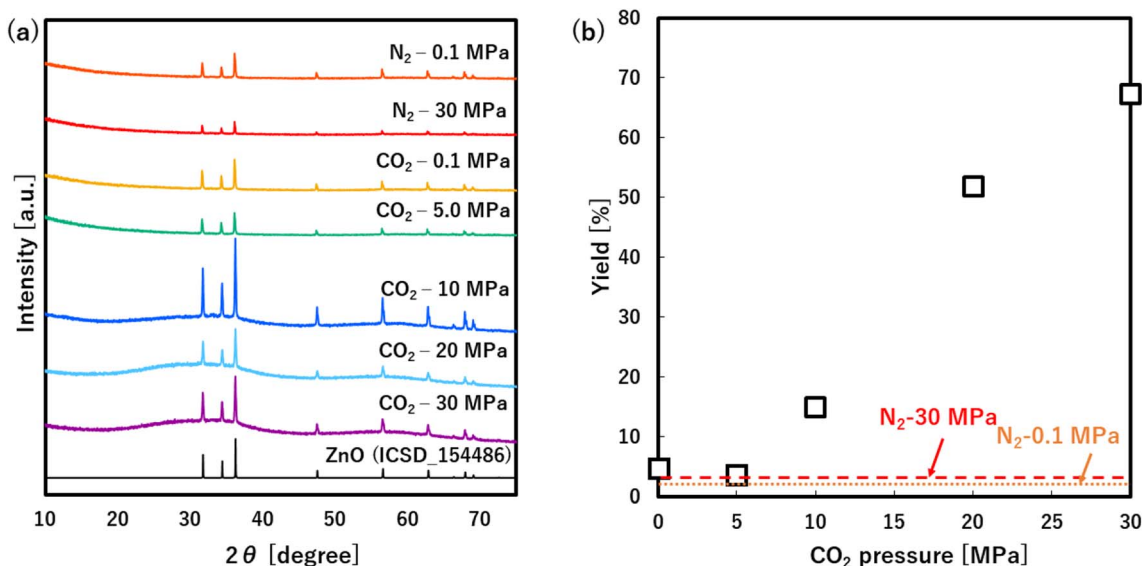 (a)
N₂ – 0.1 MPa
N₂ – 30 MPa
CO₂ – 0.1 MPa
CO₂ – 5.0 MPa
CO₂ – 10 MPa
CO₂ – 20 MPa
CO₂ – 30 MPa
ZnO (ICSD_154486)
Intensity [a.u.]
10 20 30 40 50 60 70
2θ [degree]
(b)
80
70
60
50
40
30
20
10
0
Yield [%]
N₂-30 MPa
N₂-0.1 MPa
0 5 10 15 20 25 30
CO₂ pressure [MPa]